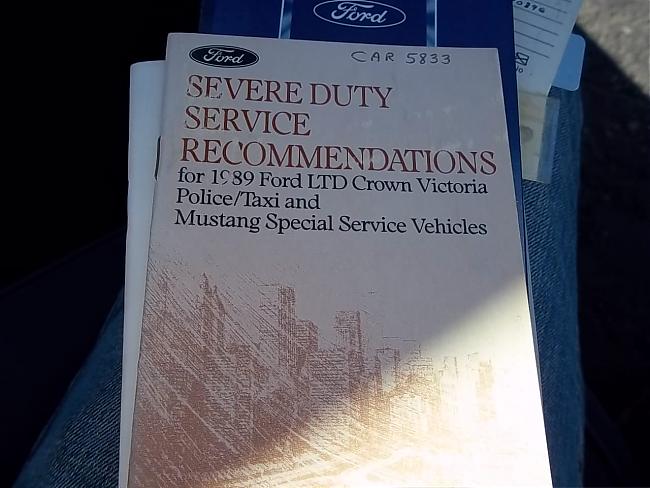 Ford
Ford
CAR 5833
SEVERE DUTY
SERVICE
RECOMMENDATIONS
for 1989 Ford LTD Crown Victoria
Police/Taxi and
Mustang Special Service Vehicles